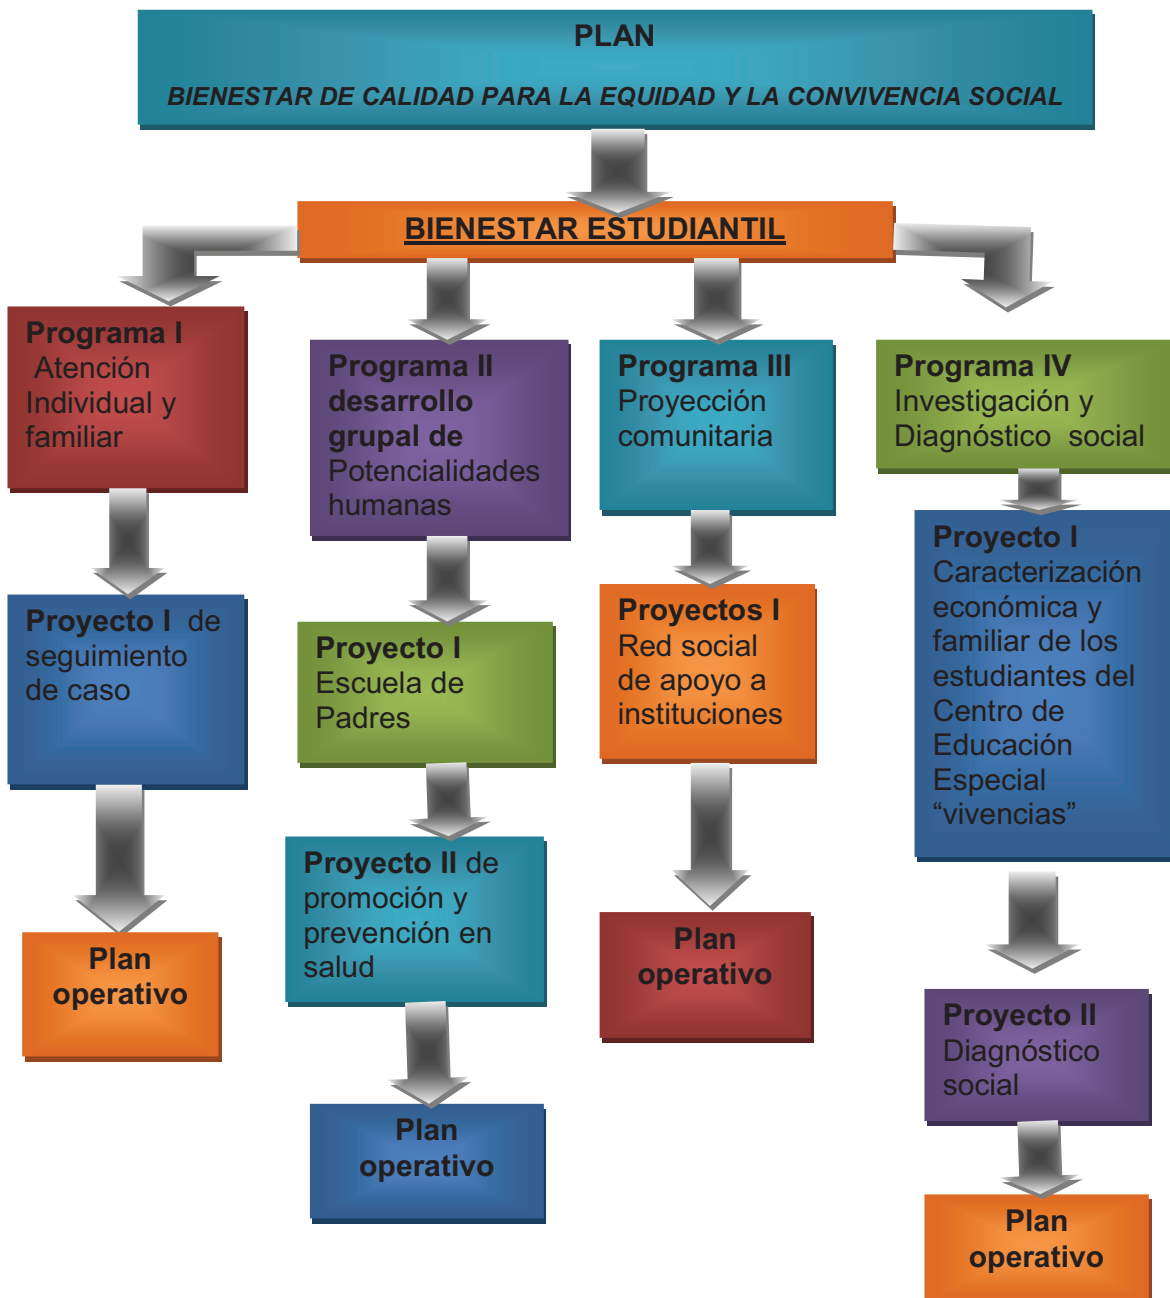 PLAN
BIENESTAR DE CALIDAD PARA LA EQUIDAD Y LA CONVIVENCIA SOCIAL
BIENESTAR ESTUDIANTIL
Programa I
Atención
Individual y
familiar
Proyecto I de
seguimiento
de caso
Plan
operativo
Programa II
desarrollo
grupal de
Potencialidades
humanas
Proyecto I
Escuela de
Padres
Proyecto II de
promoción y
prevención en
salud
Plan
operativo
Programa III
Proyección
comunitaria
Proyectos I
Red social
de apoyo a
instituciones
Plan
operativo
Programa IV
Investigación y
Diagnóstico social
Proyecto I
Caracterización
económica y
familiar de los
estudiantes del
Centro de
Educación
Especial
“vivencias”
Proyecto II
Diagnóstico
social
Plan
operativo